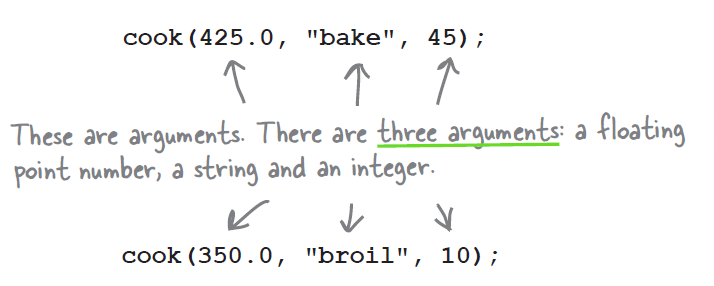 cook(425.0, "bake", 45);
These are arguments. There are three arguments: a floating
point number, a string and an integer.
cook(350.0, "broil", 10);